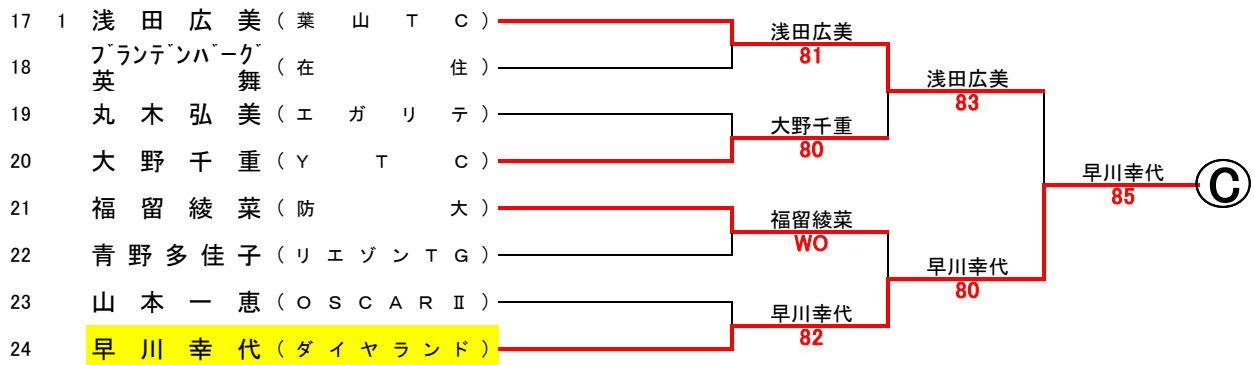 17 1 浅田広美(葉山TC)
18 ブランデンバーグ英舞(在住)
19 丸木弘美(エガリテ)
20 大野千重(YTC)
21 福留綾菜(防大)
22 青野多佳子(リエゾンTG)
23 山本一恵(OSCARⅡ)
24 早川幸代(ダイヤランド)
浅田広美
81
大野千重
80
福留綾菜
WO
早川幸代
82
浅田広美
83
早川幸代
80
早川幸代
85
C